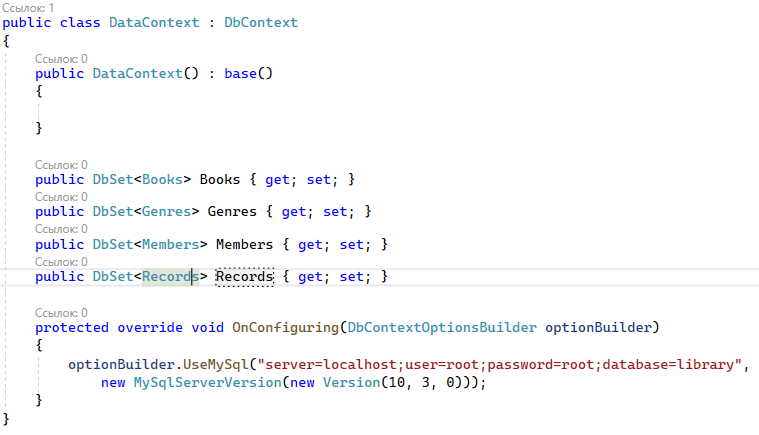 Ссылок: 1
public class DataContext : DbContext
{
Ссылок: 0
public DataContext() : base()
{
}
Ссылок: 0
public DbSet<Books> Books { get; set; }
Ссылок: 0
public DbSet<Genres> Genres { get; set; }
Ссылок: 0
public DbSet<Members> Members { get; set; }
Ссылок: 0
public DbSet<Records> Records { get; set; }
Ссылок: 0
protected override void OnConfiguring(DbContextOptionsBuilder optionBuilder)
{
optionBuilder.UseMySql("server=localhost;user=root;password=root;database=library",
new MySqlServerVersion(new Version(10, 3, 0)));
}
}